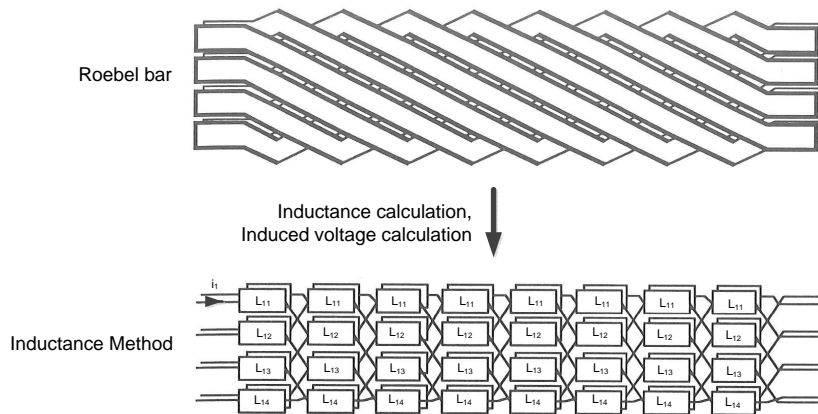 Roebel bar
Inductance calculation,
Induced voltage calculation
Inductance Method
i1
L11 L11 L11 L11 L11 L11 L11 L11
L12 L12 L12 L12 L12 L12 L12 L12
L13 L13 L13 L13 L13 L13 L13 L13
L14 L14 L14 L14 L14 L14 L14 L14